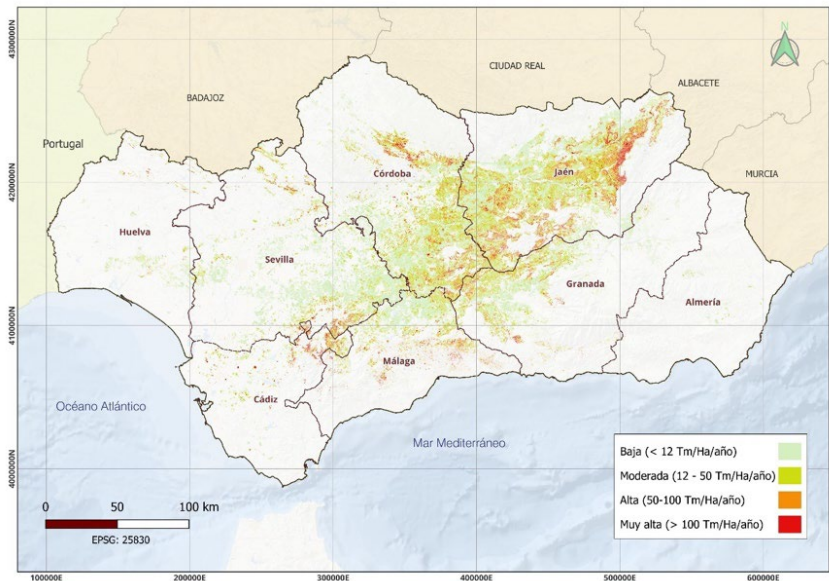 N
CIUDAD REAL
ALBACETE
BADAJOZ
Portugal
Córdoba
Jaén
MURCIA
Huelva
Sevilla
Granada
Almería
Málaga
Cádiz
Océano Atlántico
Mar Mediterráneo
Baja (< 12 Tm/Ha/año)
Moderada (12 - 50 Tm/Ha/año)
Alta (50-100 Tm/Ha/año)
Muy alta (> 100 Tm/Ha/año)
0 50 100 km
EPSG: 25830
4300000N
4200000N
4100000N
4000000N
100000E 200000E 300000E 400000E 500000E 600000E